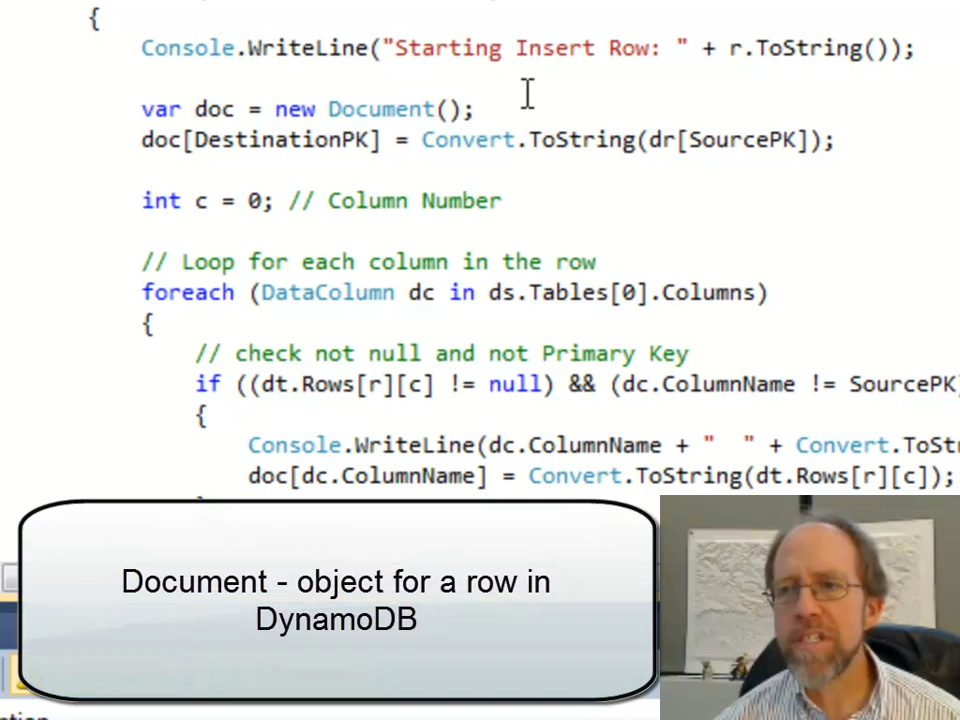 {
Console.WriteLine("Starting Insert Row: " + r.ToString());
var doc = new Document();
doc[DestinationPK] = Convert.ToString(dr[SourcePK]);
int c = 0; // Column Number
// Loop for each column in the row
foreach (DataColumn dc in ds.Tables[0].Columns)
{
// check not null and not Primary Key
if ((dt.Rows[r][c] != null) && (dc.ColumnName != SourcePK)
{
Console.WriteLine(dc.ColumnName + "  " + Convert.ToStr
doc[dc.ColumnName] = Convert.ToString(dt.Rows[r][c]);
Document - object for a row in
DynamoDB